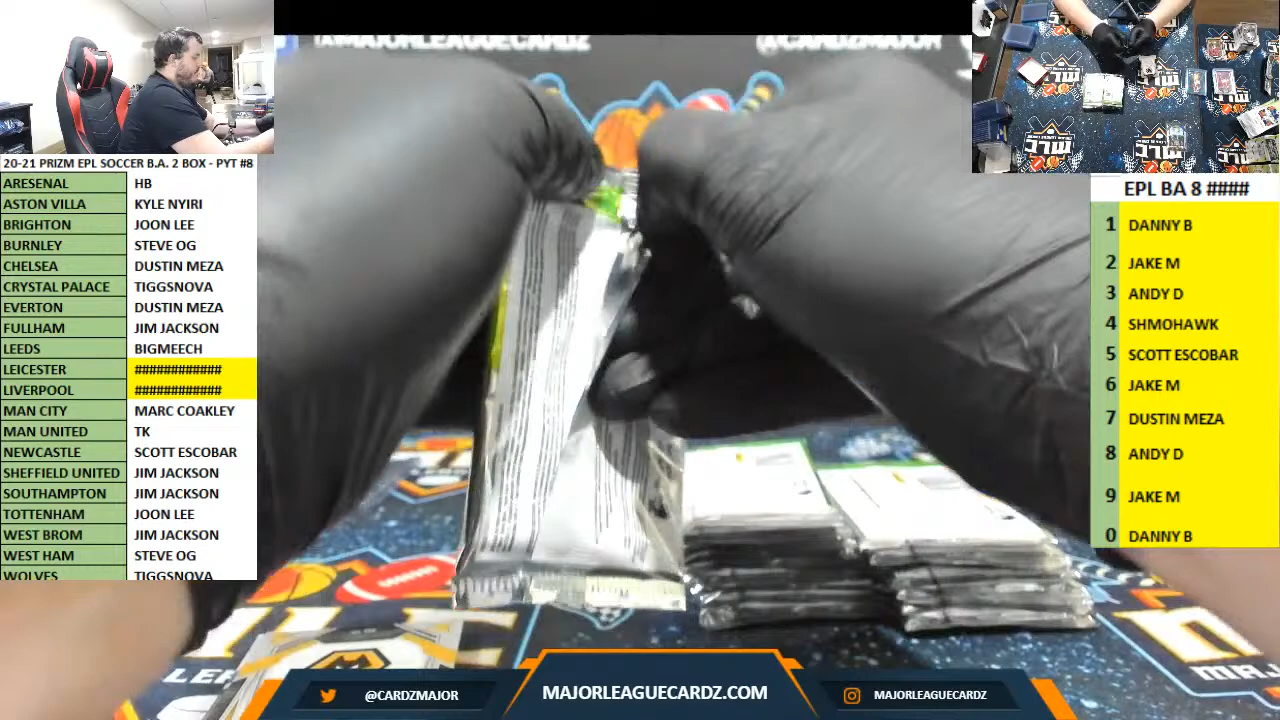 MAJORLEAGUECARDZ
@CARDZMAJOR
20-21 PRIZM EPL SOCCER B.A. 2 BOX - PYT #8
ARESENAL HB
ASTON VILLA KYLE NYIRI
BRIGHTON JOON LEE
BURNLEY STEVE OG
CHELSEA DUSTIN MEZA
CRYSTAL PALACE TIGGSNOVA
EVERTON DUSTIN MEZA
FULLHAM JIM JACKSON
LEEDS BIGMEECH
LEICESTER ############
LIVERPOOL ############
MAN CITY MARC COAKLEY
MAN UNITED TK
NEWCASTLE SCOTT ESCOBAR
SHEFFIELD UNITED JIM JACKSON
SOUTHAMPTON JIM JACKSON
TOTTENHAM JOON LEE
WEST BROM JIM JACKSON
WEST HAM STEVE OG
WOLVES TIGGSNOVA
EPL BA 8 ####
1 DANNY B
2 JAKE M
3 ANDY D
4 SHMOHAWK
5 SCOTT ESCOBAR
6 JAKE M
7 DUSTIN MEZA
8 ANDY D
9 JAKE M
0 DANNY B
@CARDZMAJOR
MAJORLEAGUECARDZ.COM
MAJORLEAGUECARDZ